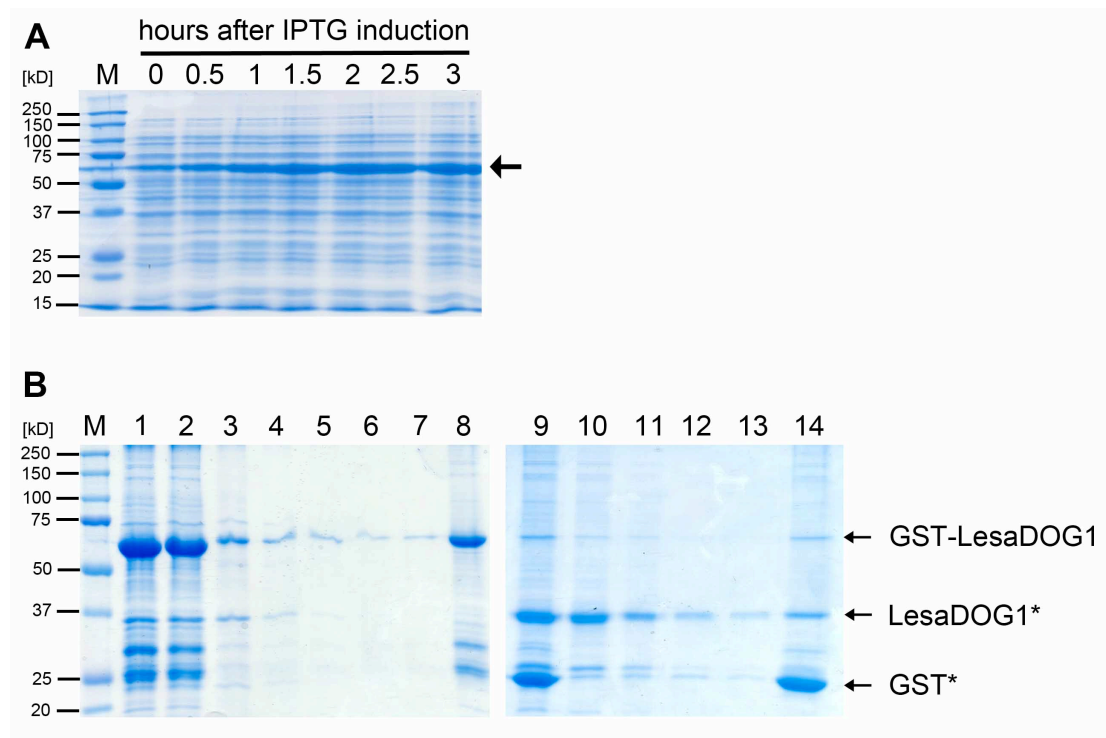 A
hours after IPTG induction
[kD] M 0 0.5 1 1.5 2 2.5 3
250
150
100
75
50
37
25
20
15
B
[kD] M 1 2 3 4 5 6 7 8 9 10 11 12 13 14
250
150
100
75
GST-LesaDOG1
50
37
LesaDOG1*
25
GST*
20